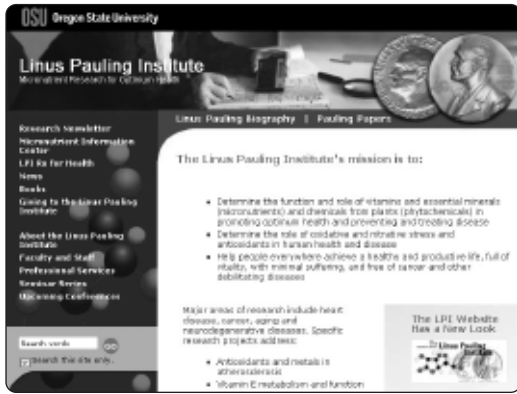 OSU Oregon State University
Linus Pauling Institute
Micronutrient Research for Optimum Health
Linus Pauling Biography | Pauling Papers
Research Newsletter
Micronutrient Information
Center
LPI Rx for Health
News
Books
Giving to the Linus Pauling
Institute
About the Linus Pauling
Institute
Faculty and Staff
Professional Services
Seminar Series
Upcoming Conferences
Search words
GO
Search this site only.
The Linus Pauling Institute's mission is to:
Determine the function and role of vitamins and essential minerals
(micronutrients) and chemicals from plants (phytochemicals) in
promoting optimum health and preventing and treating disease
Determine the role of oxidative and nitrative stress and
antioxidants in human health and disease
Help people everywhere achieve a healthy and productive life, full of
vitality, with minimal suffering, and free of cancer and other
debilitating diseases
Major areas of research include heart
disease, cancer, aging and
neurodegenerative diseases. Specific
research projects address:
Antioxidants and metals in
atherosclerosis
Vitamin E metabolism and function
The LPI Website
Has a New Look
The Linus Pauling
Institute